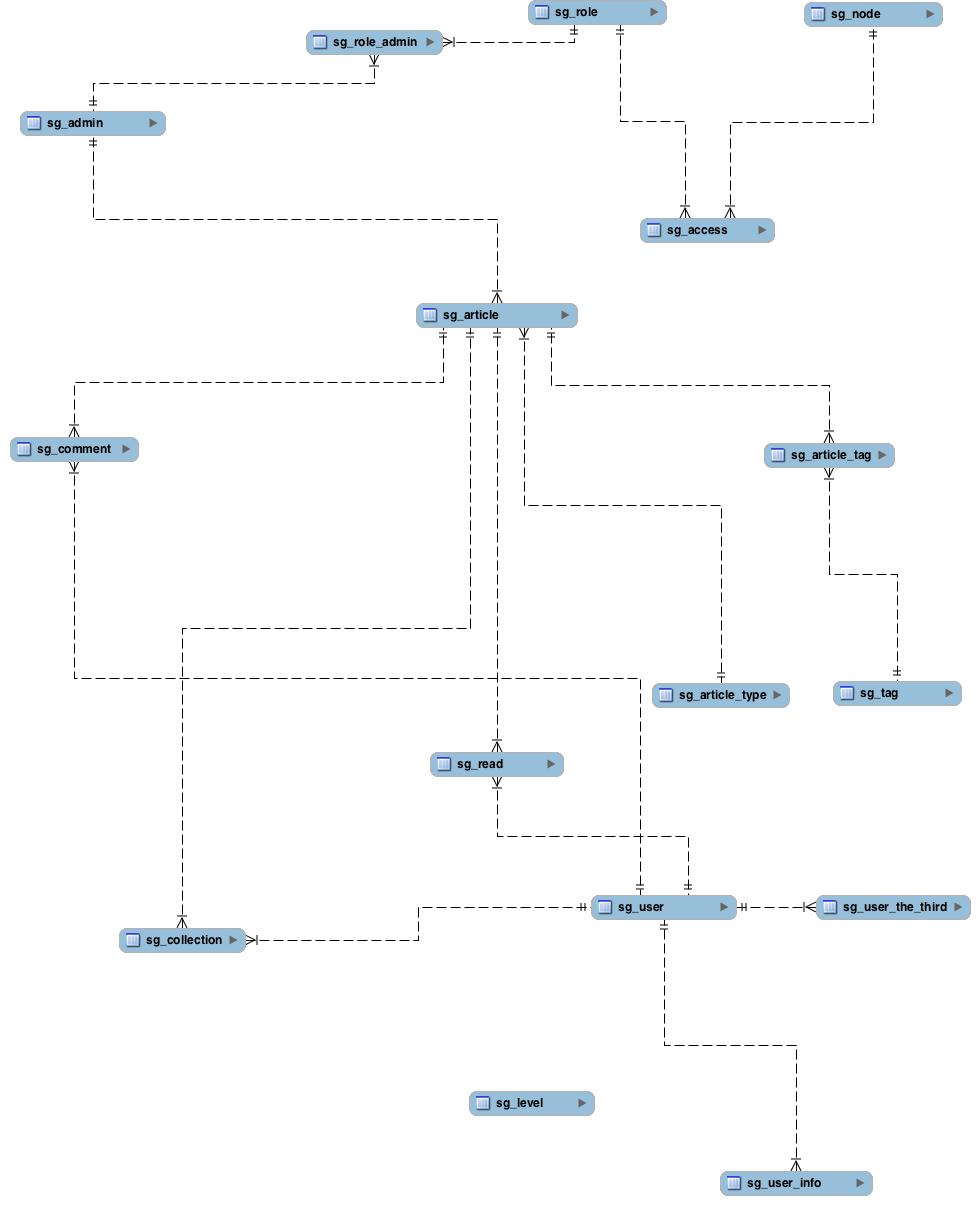 sg_role
sg_node
sg_role_admin
sg_admin
sg_access
sg_article
sg_comment
sg_article_tag
sg_article_type
sg_tag
sg_read
sg_user
sg_user_the_third
sg_collection
sg_level
sg_user_info